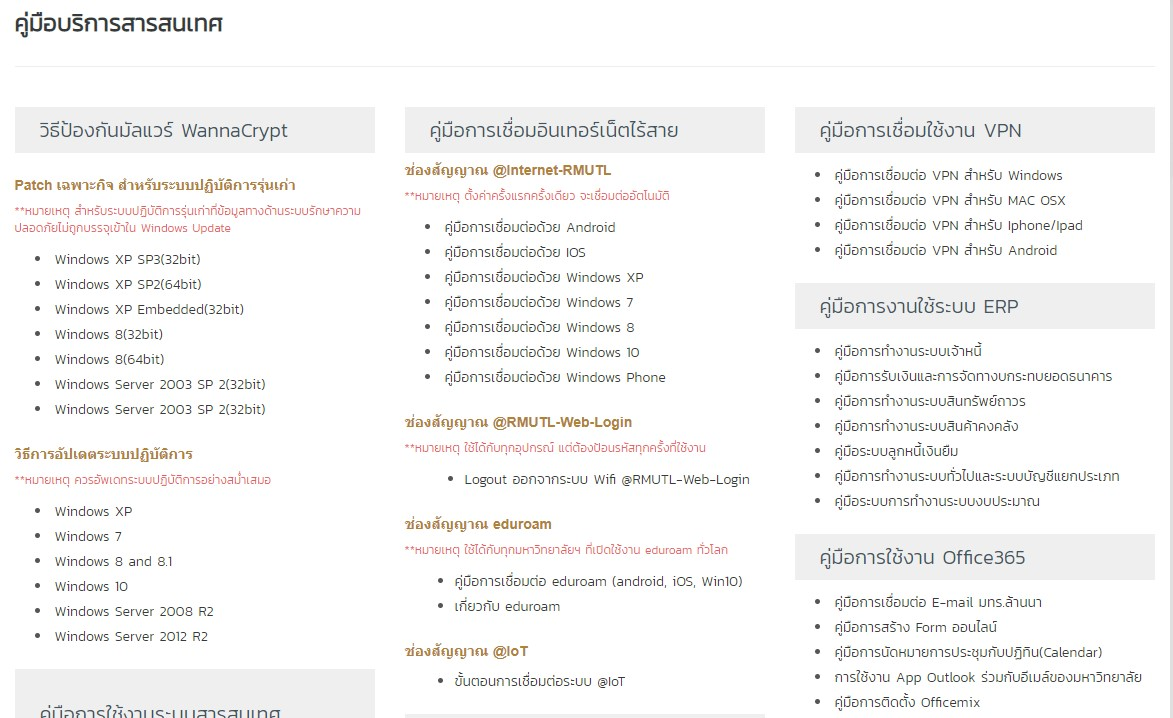 คู่มือบริการสารสนเทศ
วิธีป้องกันมัลแวร์ WannaCrypt
Patch เฉพาะกิจ สำหรับระบบปฏิบัติการรุ่นเก่า
**หมายเหตุ สำหรับระบบปฏิบัติการรุ่นเก่าที่ข้อมูลทางด้านระบบรักษาความ
ปลอดภัยไม่ถูกบรรจุเข้าใน Windows Update
Windows XP SP3(32bit)
Windows XP SP2(64bit)
Windows XP Embedded(32bit)
Windows 8(32bit)
Windows 8(64bit)
Windows Server 2003 SP 2(32bit)
Windows Server 2003 SP 2(32bit)
วิธีการอัปเดตระบบปฏิบัติการ
**หมายเหตุ ควรอัพเดทระบบปฏิบัติการอย่างสม่ำเสมอ
Windows XP
Windows 7
Windows 8 and 8.1
Windows 10
Windows Server 2008 R2
Windows Server 2012 R2
คู่มือการใช้งานระบบสารสนเทศ
คู่มือการเชื่อมอินเทอร์เน็ตไร้สาย
ช่องสัญญาณ @Internet-RMUTL
**หมายเหตุ ตั้งค่าครั้งแรกครั้งเดียว จะเชื่อมต่ออัตโนมัติ
คู่มือการเชื่อมต่อด้วย Android
คู่มือการเชื่อมต่อด้วย IOS
คู่มือการเชื่อมต่อด้วย Windows XP
คู่มือการเชื่อมต่อด้วย Windows 7
คู่มือการเชื่อมต่อด้วย Windows 8
คู่มือการเชื่อมต่อด้วย Windows 10
คู่มือการเชื่อมต่อด้วย Windows Phone
ช่องสัญญาณ @RMUTL-Web-Login
**หมายเหตุ ใช้ได้กับทุกอุปกรณ์ แต่ต้องป้อนรหัสทุกครั้งที่ใช้งาน
Logout ออกจากระบบ Wifi @RMUTL-Web-Login
ช่องสัญญาณ eduroam
**หมายเหตุ ใช้ได้กับทุกมหาวิทยาลัยฯ ที่เปิดใช้งาน eduroam ทั่วโลก
คู่มือการเชื่อมต่อ eduroam (android, iOS, Win10)
เกี่ยวกับ eduroam
ช่องสัญญาณ @IoT
ขั้นตอนการเชื่อมต่อระบบ @IoT
คู่มือการเชื่อมใช้งาน VPN
คู่มือการเชื่อมต่อ VPN สำหรับ Windows
คู่มือการเชื่อมต่อ VPN สำหรับ MAC OSX
คู่มือการเชื่อมต่อ VPN สำหรับ Iphone/Ipad
คู่มือการเชื่อมต่อ VPN สำหรับ Android
คู่มือการงานใช้ระบบ ERP
คู่มือการทำงานระบบเจ้าหนี้
คู่มือการรับเงินและการจัดทางบกระทบยอดธนาคาร
คู่มือการทำงานระบบสินทรัพย์ถาวร
คู่มือการทำงานระบบสินค้าคงคลัง
คู่มือระบบลูกหนี้เงินยืม
คู่มือการทำงานระบบทั่วไปและระบบบัญชีแยกประเภท
คู่มือระบบการทำงานระบบงบประมาณ
คู่มือการใช้งาน Office365
คู่มือการเชื่อมต่อ E-mail มทร.ล้านนา
คู่มือการสร้าง Form ออนไลน์
คู่มือการนัดหมายการประชุมกับปฏิทิน(Calendar)
การใช้งาน App Outlook ร่วมกับอีเมล์ของมหาวิทยาลัย
คู่มือการติดตั้ง Officemix